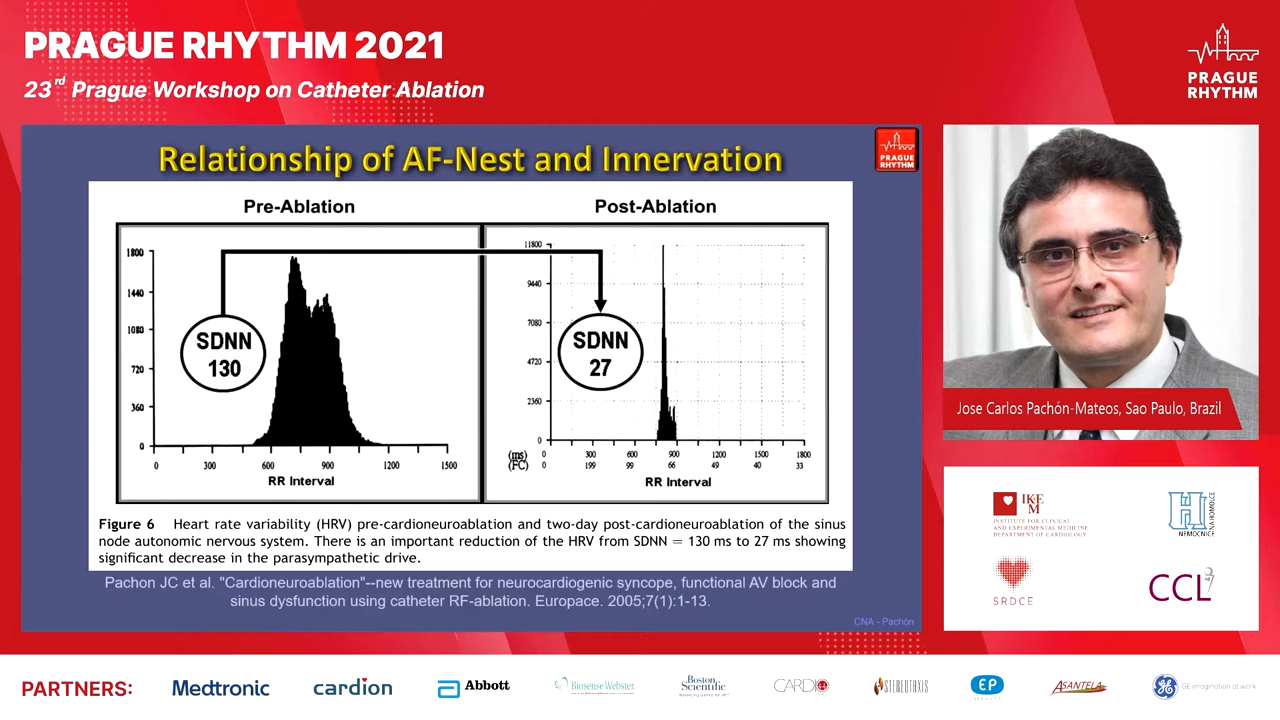 PRAGUE RHYTHM 2021
23rd Prague Workshop on Catheter Ablation
PRAGUE
RHYTHM
Relationship of AF-Nest and Innervation
PRAGUE
RHYTHM
Pre-Ablation
Post-Ablation
1800
1440
1080
720
360
0
SDNN
130
0 300 600 900 1200 1500
RR Interval
11800
9440
7080
4720
2360
0
SDNN
27
(ms) 0 300 600 900 1200 1500 1800
(FC) 0 199 99 66 49 40 33
RR Interval
Figure 6 Heart rate variability (HRV) pre-cardioneuroablation and two-day post-cardioneuroablation of the sinus
node autonomic nervous system. There is an important reduction of the HRV from SDNN = 130 ms to 27 ms showing
significant decrease in the parasympathetic drive.
Pachon JC et al. "Cardioneuroablation"--new treatment for neurocardiogenic syncope, functional AV block and
sinus dysfunction using catheter RF-ablation. Europace. 2005;7(1):1-13.
CNA - Pachón
Jose Carlos Pachón-Mateos, Sao Paulo, Brazil
IKE
M
INSTITUTE FOR CLINICAL
AND EXPERIMENTAL MEDICINE
DEPARTMENT OF CARDIOLOGY
NEMOCNICE
NA HOMOLCE
SRDCE
CCL
PARTNERS:
Medtronic
cardion
Abbott
Biosense Webster
Boston
Scientific
CARDIO
STEREOTAXIS
EP
ASANTELA
GE imagination at work